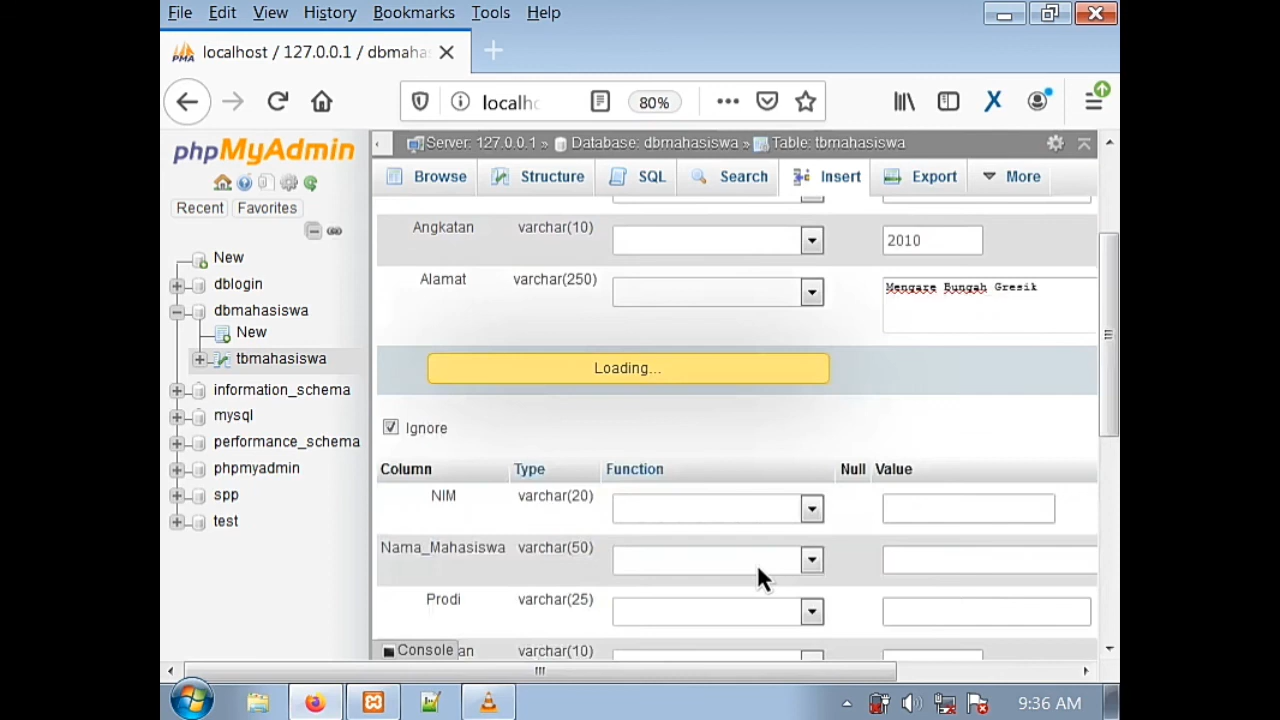 File Edit View History Bookmarks Tools Help
PMA localhost / 127.0.0.1 / dbmaha
localh 80%
phpMyAdmin
Recent Favorites
New
dblogin
dbmahasiswa
New
tbmahasiswa
information_schema
mysql
performance_schema
phpmyadmin
spp
test
Server: 127.0.0.1 » Database: dbmahasiswa » Table: tbmahasiswa
Browse Structure SQL Search Insert Export More
Angkatan varchar(10) 2010
Alamat varchar(250) Mengare Bungah Gresik
Loading...
Ignore
Column Type Function Null Value
NIM varchar(20)
Nama_Mahasiswa varchar(50)
Prodi varchar(25)
an varchar(10)
Console
9:36 AM